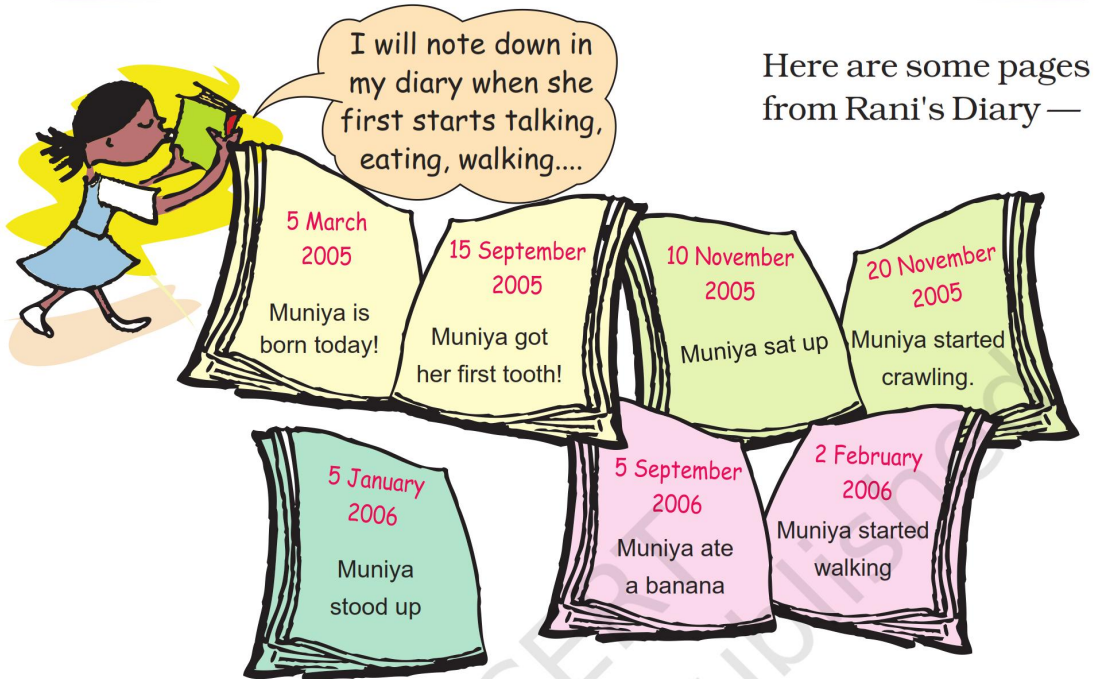 I will note down in
my diary when she
first starts talking,
eating, walking....
Here are some pages
from Rani's Diary —
5 March
2005
Muniya is
born today!
15 September
2005
Muniya got
her first tooth!
10 November
2005
Muniya sat up
20 November
2005
Muniya started
crawling.
5 January
2006
Muniya
stood up
5 September
2006
Muniya ate
a banana
2 February
2006
Muniya started
walking